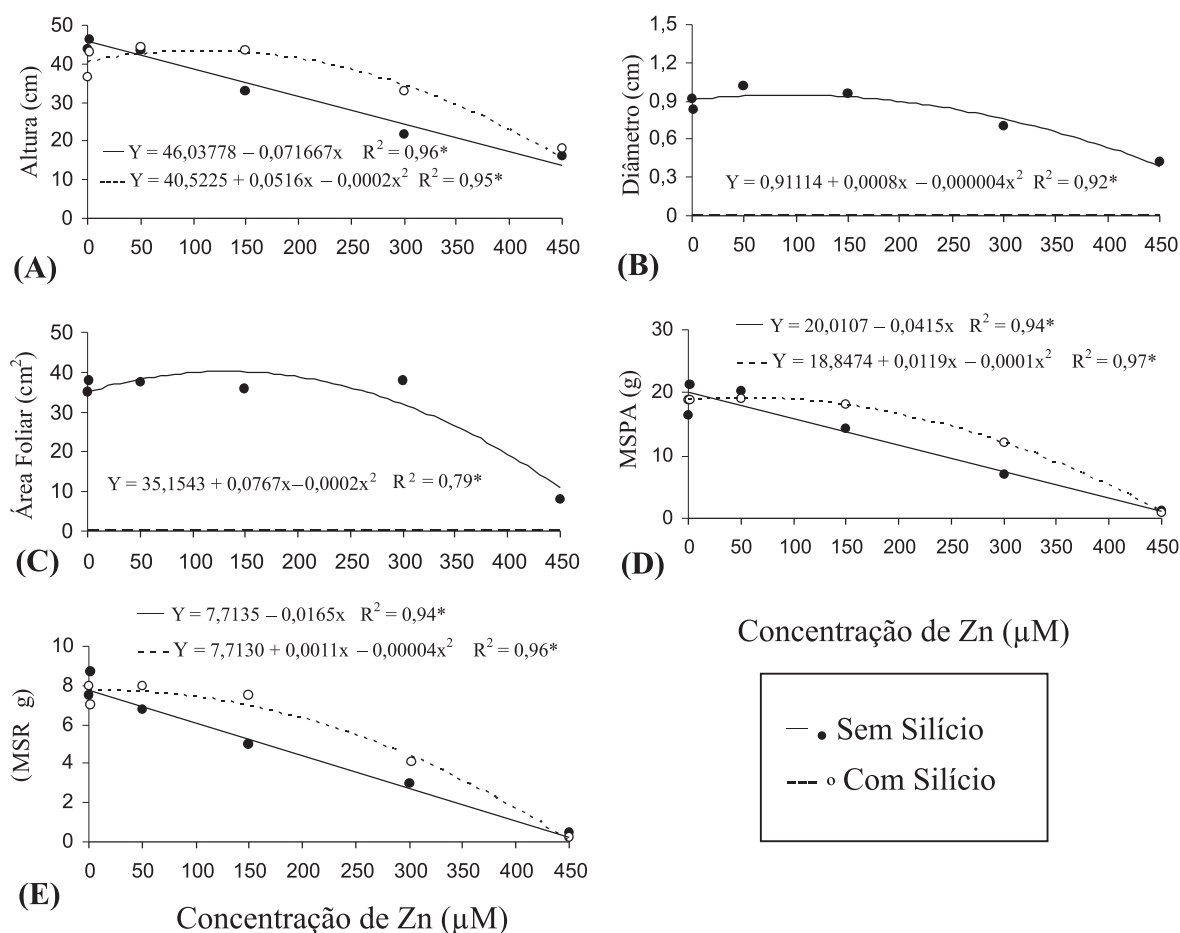 50
40
30
20
10
0
Altura (cm)
Y = 46,03778 – 0,071667x R² = 0,96*
Y = 40,5225 + 0,0516x – 0,0002x² R² = 0,95*
0 50 100 150 200 250 300 350 400 450
(A)
1,5
1,2
0,9
0,6
0,3
0
Diâmetro (cm)
Y = 0,91114 + 0,0008x – 0,000004x² R² = 0,92*
0 50 100 150 200 250 300 350 400 450
(B)
50
40
30
20
10
0
Área Foliar (cm²)
Y = 35,1543 + 0,0767x–0,0002x² R² = 0,79*
0 50 100 150 200 250 300 350 400 450
(C)
Y = 20,0107 – 0,0415x R² = 0,94*
Y = 18,8474 + 0,0119x – 0,0001x² R² = 0,97*
30
20
10
0
MSPA (g)
0 50 100 150 200 250 300 350 400 450
(D)
Y = 7,7135 – 0,0165x R² = 0,94*
Y = 7,7130 + 0,0011x – 0,00004x² R² = 0,96*
10
8
6
4
2
0
(MSR g)
0 50 100 150 200 250 300 350 400 450
(E)
Concentração de Zn (µM)
Concentração de Zn (µM)
Sem Silício
Com Silício